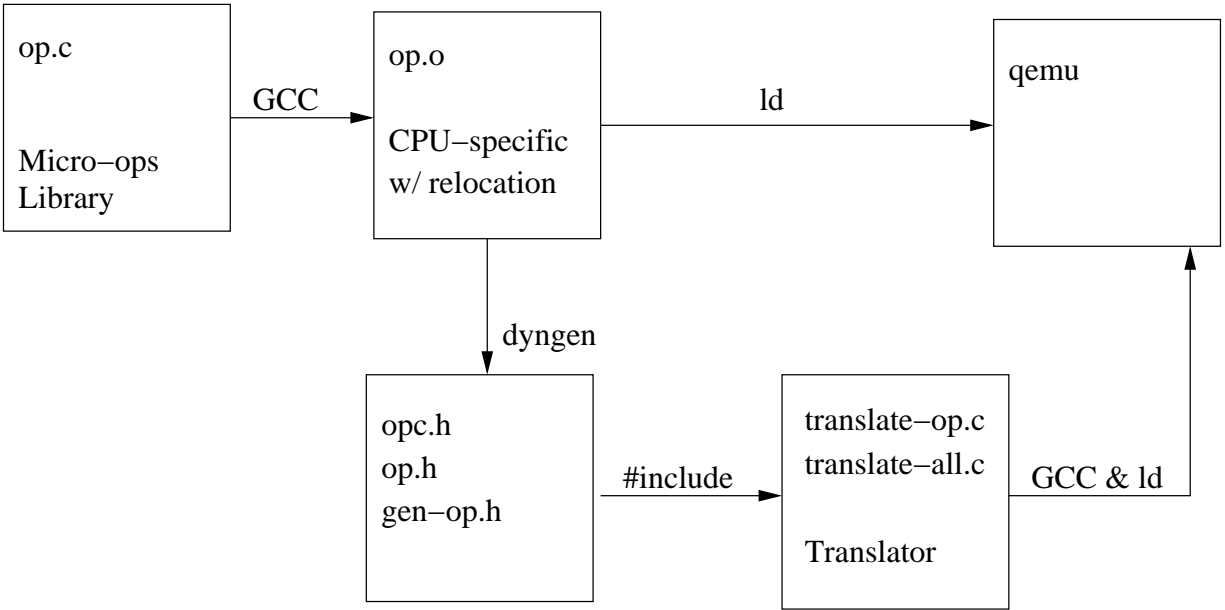 op.c
Micro−ops
Library
GCC
op.o
CPU−specific
w/ relocation
ld
qemu
dyngen
opc.h
op.h
gen−op.h
#include
translate−op.c
translate−all.c
Translator
GCC & ld